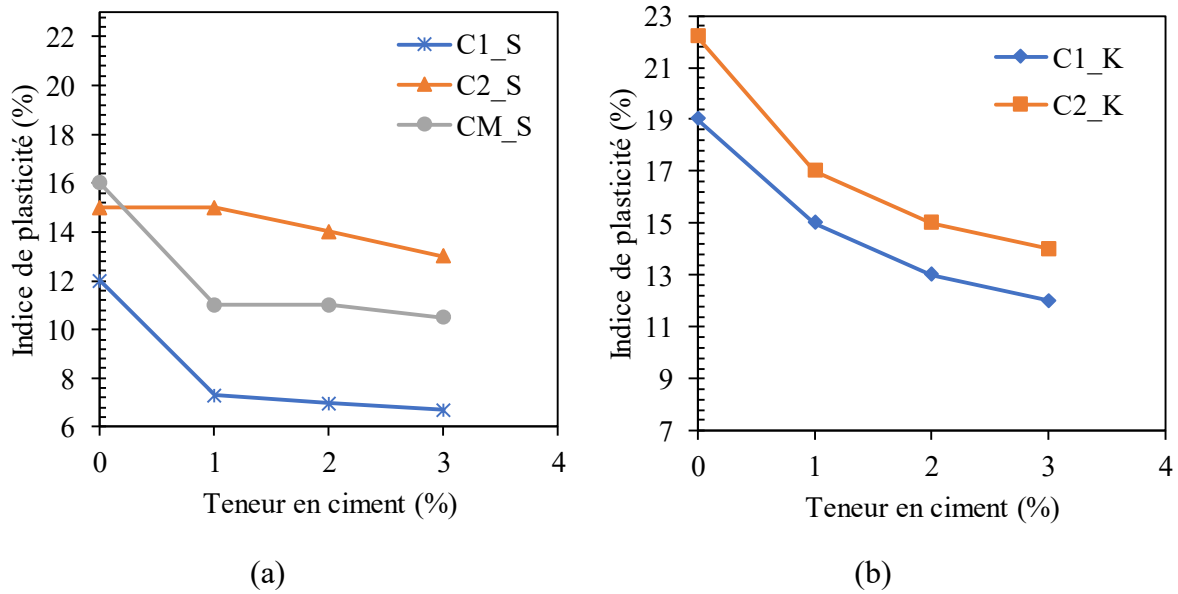 22
20
18
16
14
12
10
8
6
Indice de plasticité (%)
C1_S
C2_S
CM_S
0 1 2 3 4
Teneur en ciment (%)
(a)
23
21
19
17
15
13
11
9
7
Indice de plasticité (%)
C1_K
C2_K
0 1 2 3 4
Teneur en ciment (%)
(b)